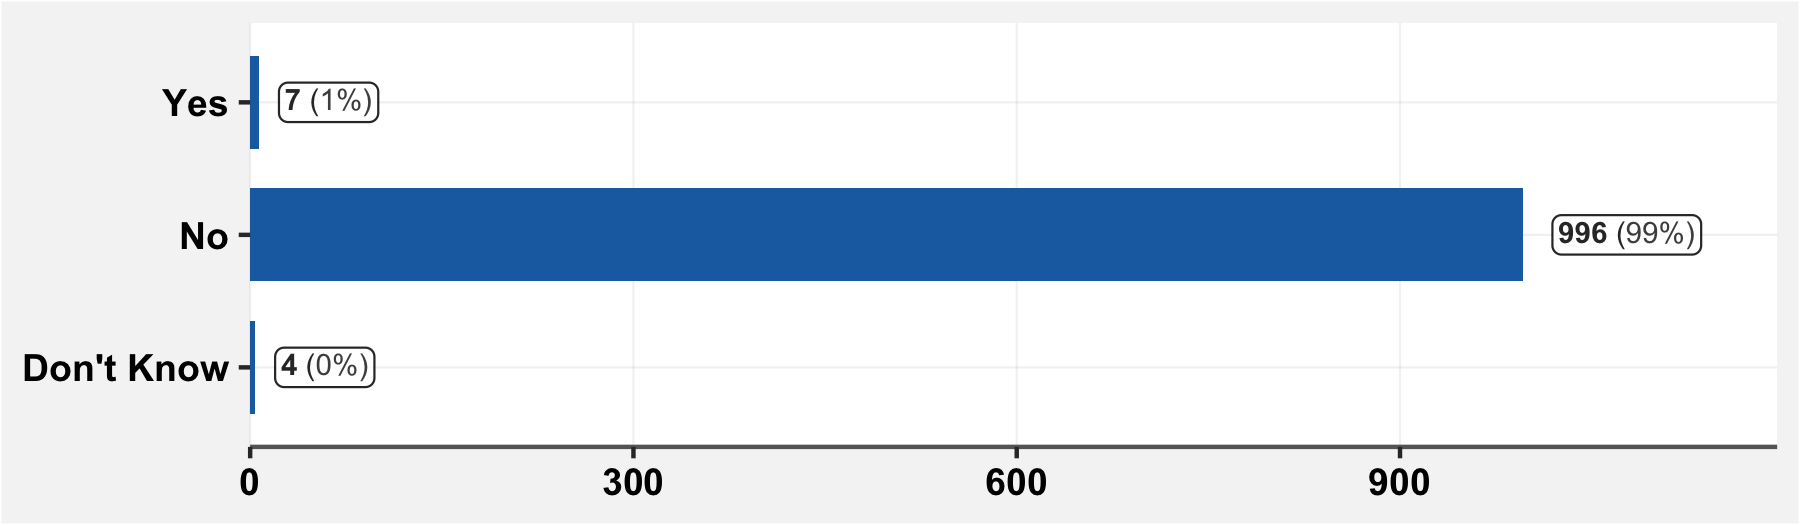 Yes 7 (1%)
No 996 (99%)
Don't Know 4 (0%)
0 300 600 900